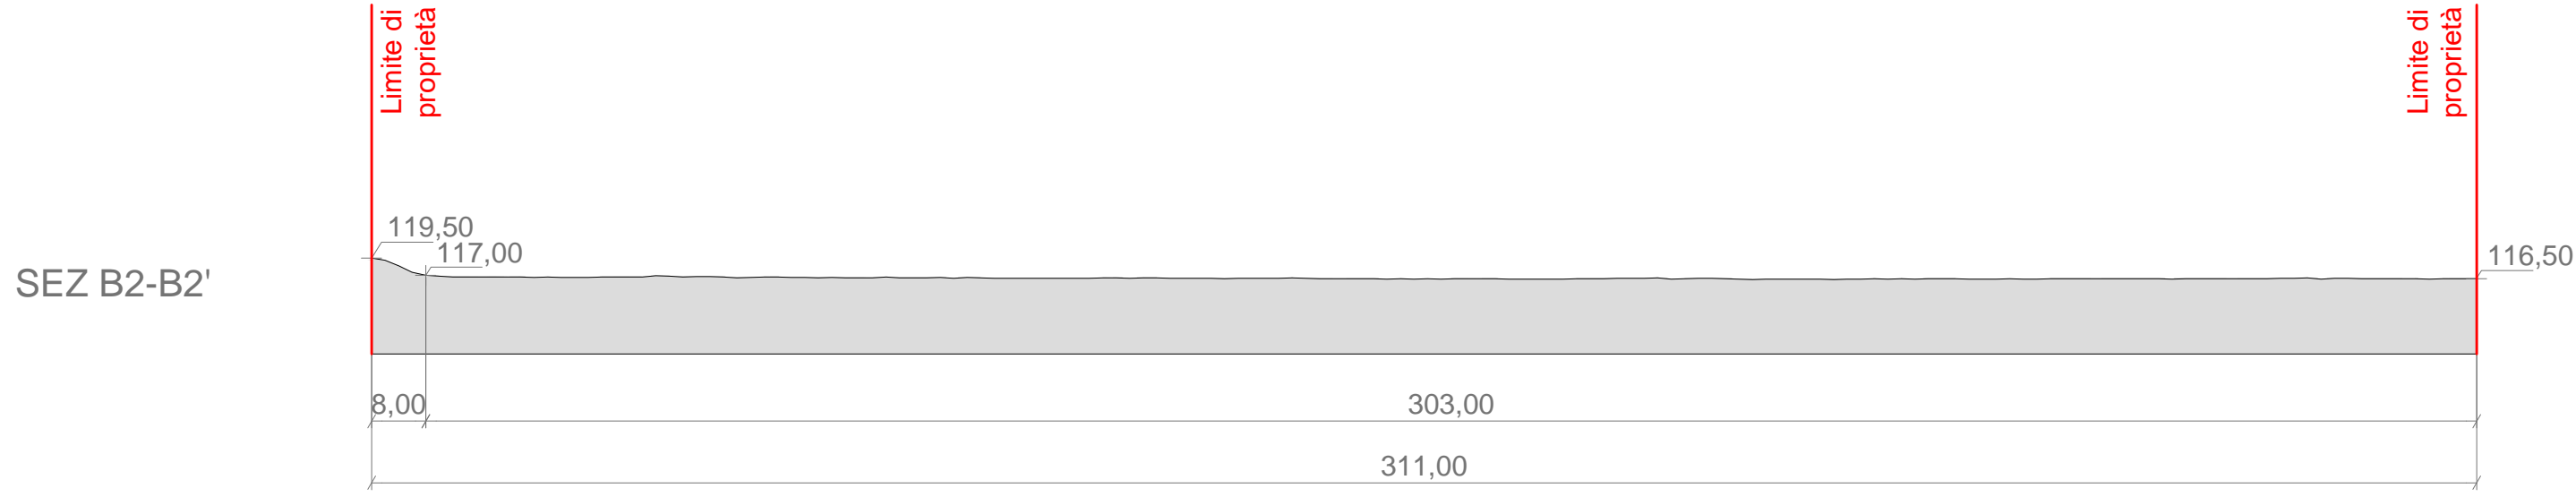 Limite di
proprietà
Limite di
proprietà
119,50
117,00
116,50
SEZ B2-B2'
8,00
303,00
311,00